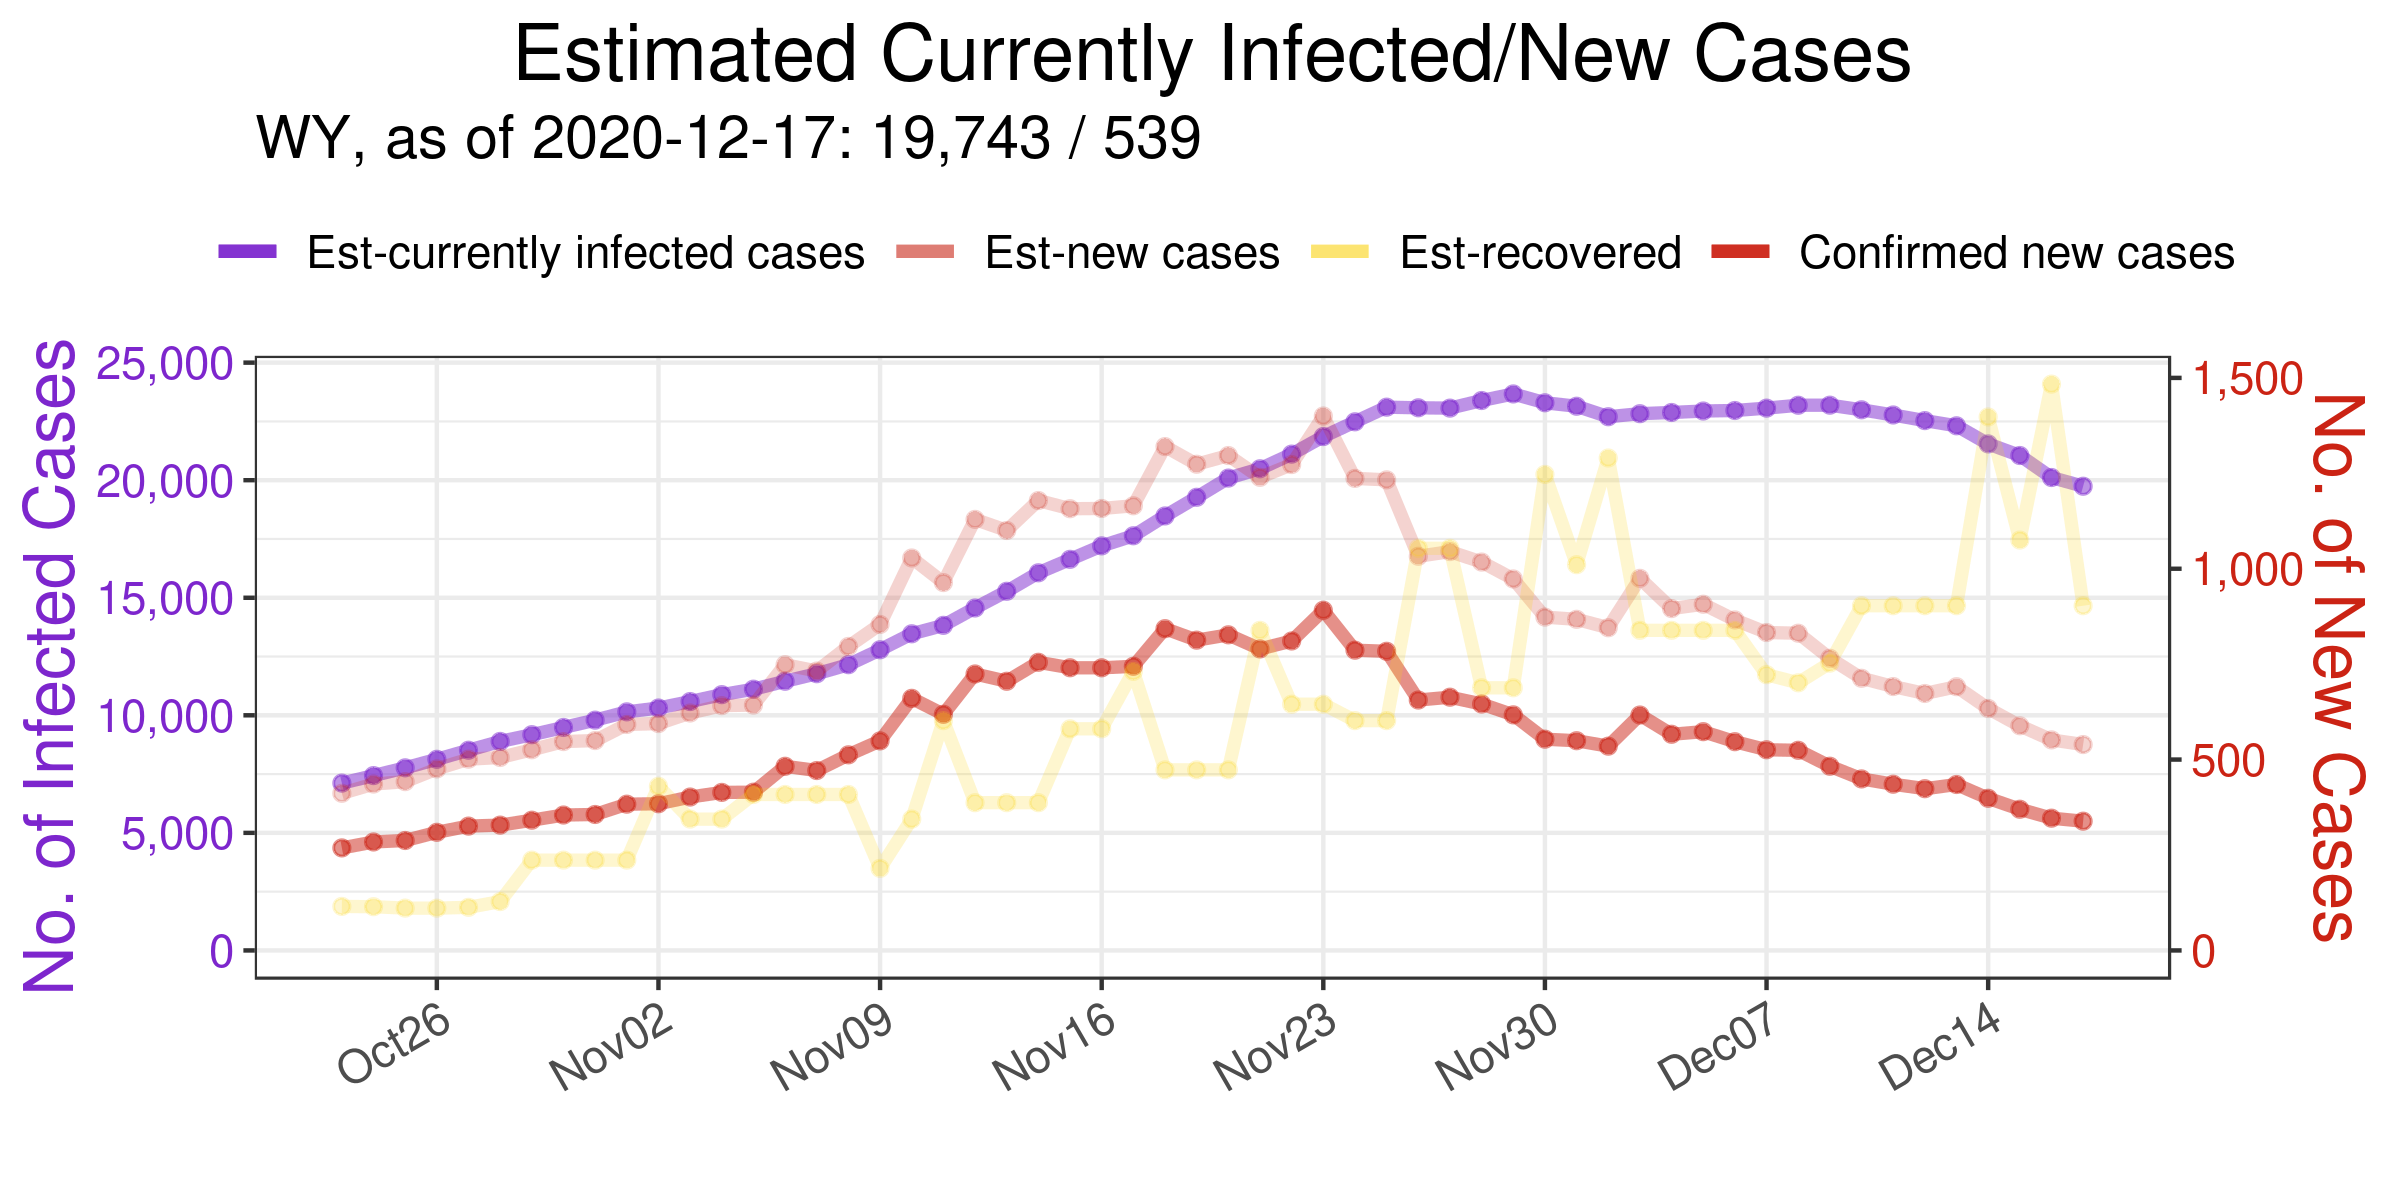 Estimated Currently Infected/New Cases
WY, as of 2020-12-17: 19,743 / 539
Est-currently infected cases Est-new cases Est-recovered Confirmed new cases
No. of Infected Cases
25,000
20,000
15,000
10,000
5,000
0
1,500
1,000
500
0
No. of New Cases
Oct26 Nov02 Nov09 Nov16 Nov23 Nov30 Dec07 Dec14